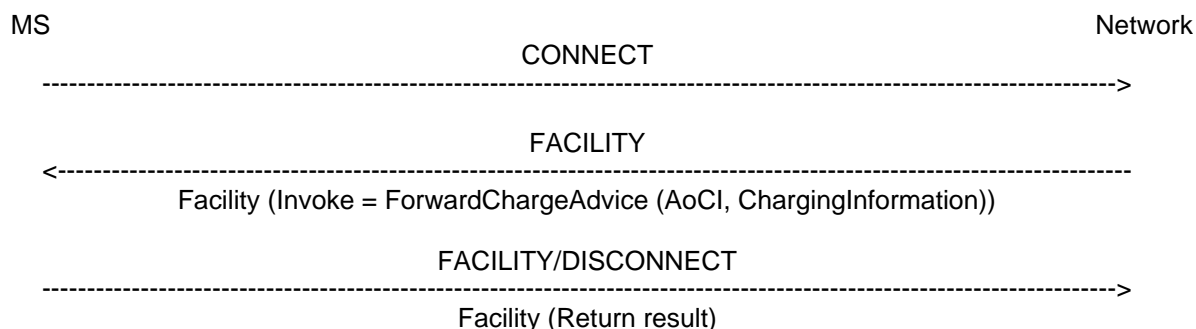 MS Network
CONNECT
------------------------------------------------------------------------------------------------------------------------>
FACILITY
<------------------------------------------------------------------------------------------------------------------------
Facility (Invoke = ForwardChargeAdvice (AoCI, ChargingInformation))
FACILITY/DISCONNECT
------------------------------------------------------------------------------------------------------------------------>
Facility (Return result)